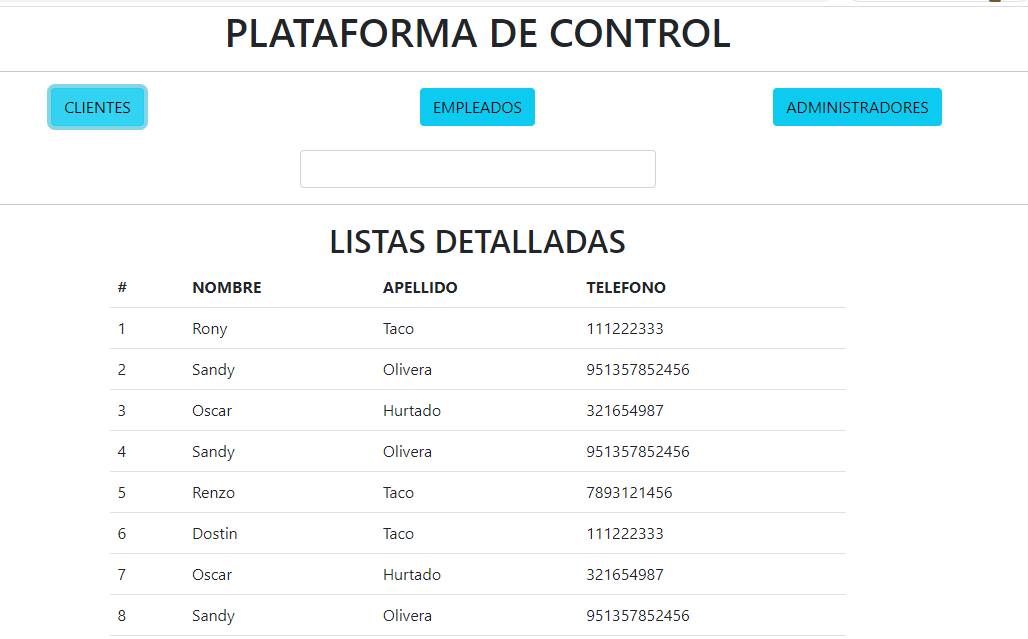 PLATAFORMA DE CONTROL
CLIENTES EMPLEADOS ADMINISTRADORES
LISTAS DETALLADAS
# NOMBRE APELLIDO TELEFONO
1 Rony Taco 111222333
2 Sandy Olivera 951357852456
3 Oscar Hurtado 321654987
4 Sandy Olivera 951357852456
5 Renzo Taco 7893121456
6 Dostin Taco 111222333
7 Oscar Hurtado 321654987
8 Sandy Olivera 951357852456